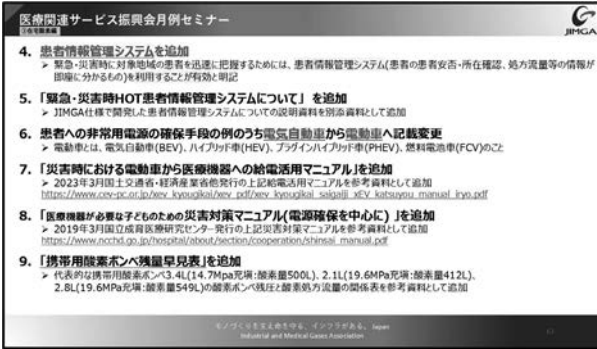 医療関連サービス振興会月例セミナー
②在宅酸素編
JIMGA
4. 患者情報管理システムを追加
➢ 緊急・災害時に対象地域の患者を迅速に把握するためには、患者情報管理システム(患者の患者安否・所在確認、処方流量等の情報が
即座に分かるもの)を利用することが有効と明記
5. 「緊急・災害時HOT患者情報管理システムについて」を追加
➢ JIMGA仕様で開発した患者情報管理システムについての説明資料を別添資料として追加
6. 患者への非常用電源の確保手段の例のうち電気自動車から電動車へ記載変更
➢ 電動車とは、電気自動車(BEV)、ハイブリッド車(HEV)、プラグインハイブリッド車(PHEV)、燃料電池車(FCV)のこと
7. 「災害時における電動車から医療機器への給電活用マニュアル」を追加
➢ 2023年3月国土交通省・経済産業省他発行の上記給電活用マニュアルを参考資料として追加
https://www.cev-pc.or.jp/xev_kyougikai/xev_pdf/xev_kyougikai_saigaiji_xEV_katsuyou_manual_iryo.pdf
8. 「医療機器が必要な子どものための災害対策マニュアル(電源確保を中心に)」を追加
➢ 2019年3月国立成育医療研究センター発行の上記災害対策マニュアルを参考資料として追加
https://www.ncchd.go.jp/hospital/about/section/cooperation/shinsai_manual.pdf
9. 「携帯用酸素ボンベ残量早見表」を追加
➢ 代表的な携帯用酸素ボンベ3.4L(14.7Mpa充填:酸素量500L)、2.1L(19.6MPa充填:酸素量412L)、
2.8L(19.6MPa充填:酸素量549L)の酸素ボンベ残圧と酸素処方流量の関係表を参考資料として追加
モノづくりを支え命を守る、インフラがある。 Japan
Industrial and Medical Gases Association